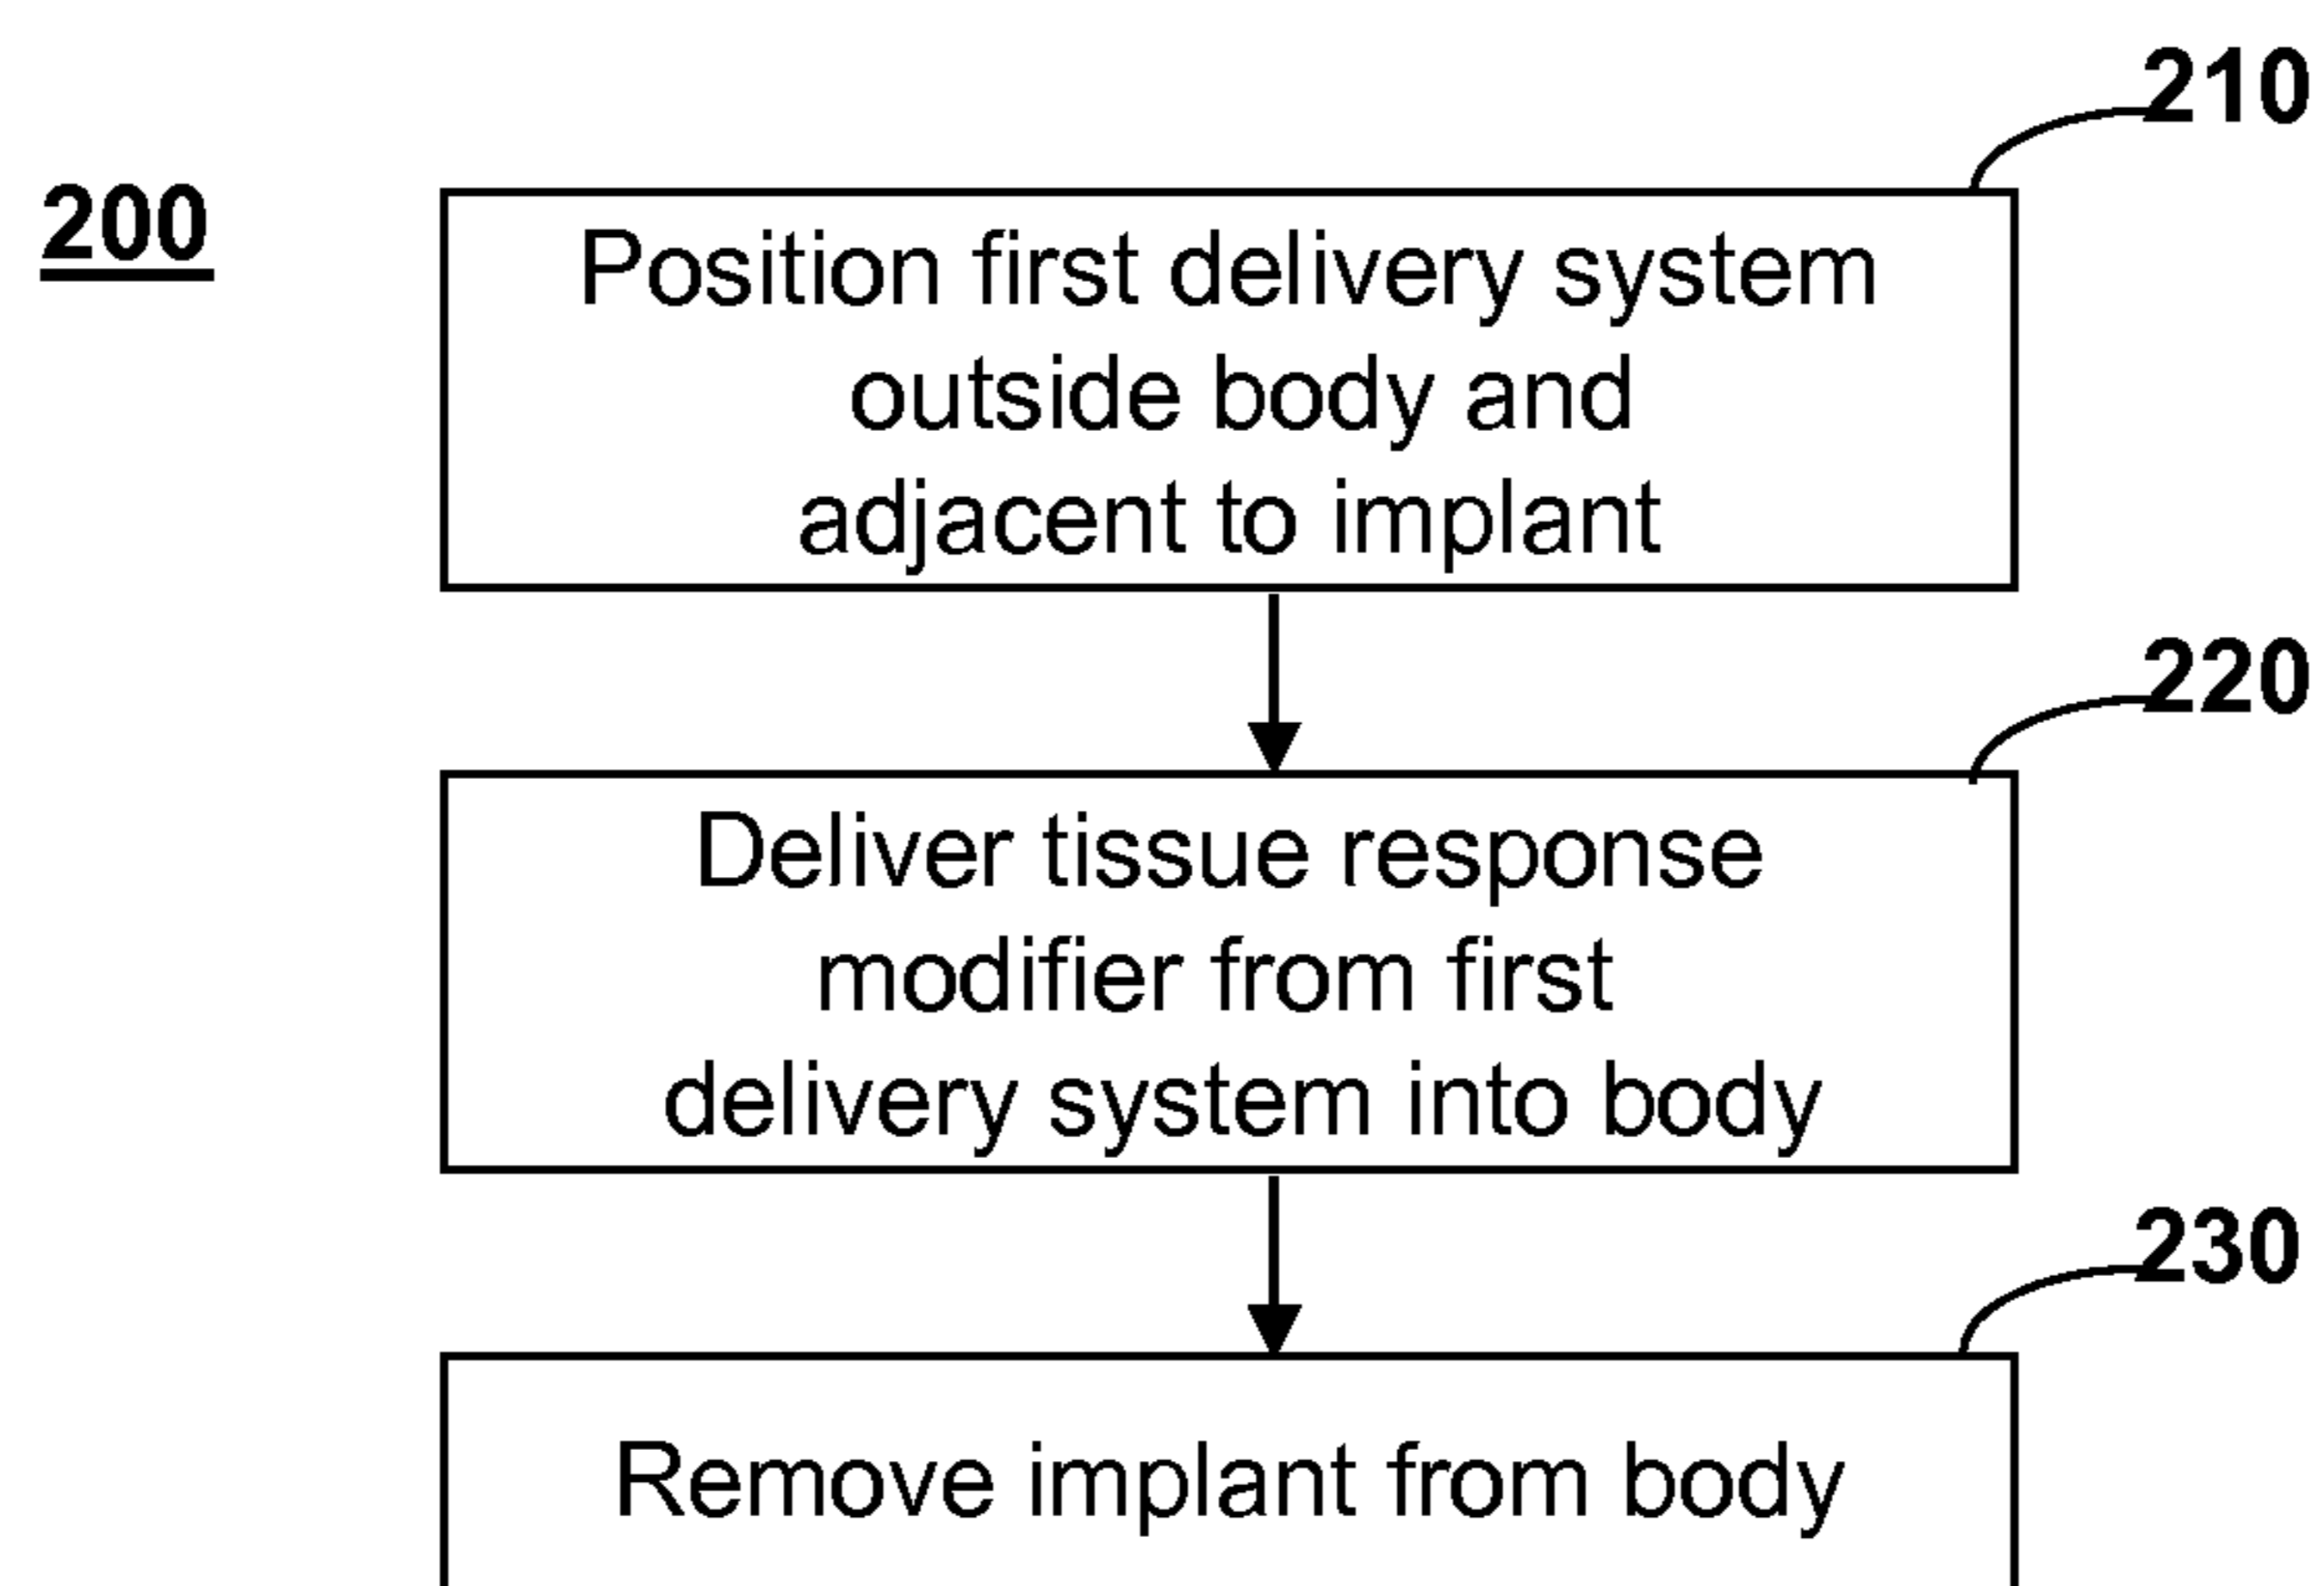 210
200
Position first delivery system
outside body and
adjacent to implant
220
Deliver tissue response
modifier from first
delivery system into body
230
Remove implant from body